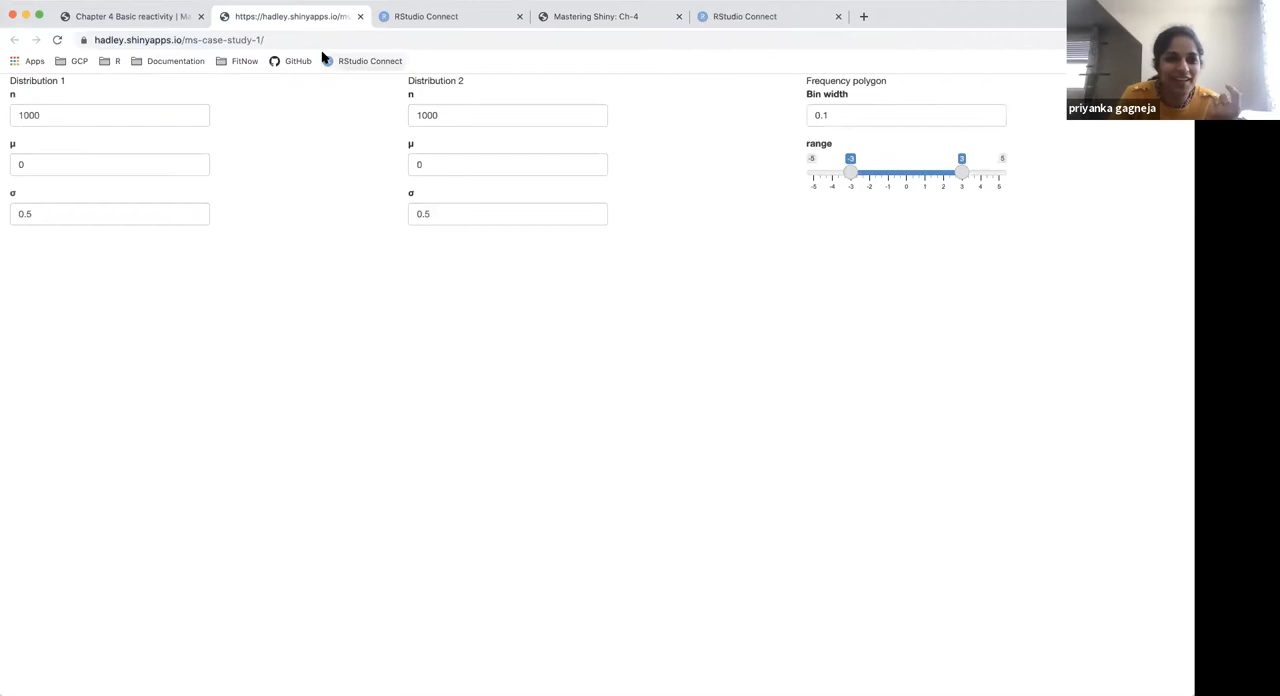 Chapter 4 Basic reactivity | Ma
https://hadley.shinyapps.io/ms
RStudio Connect
Mastering Shiny: Ch-4
RStudio Connect
hadley.shinyapps.io/ms-case-study-1/
Apps GCP R Documentation FitNow GitHub RStudio Connect
priyanka gagneja
Distribution 1
n
1000
μ
0
σ
0.5
Distribution 2
n
1000
μ
0
σ
0.5
Frequency polygon
Bin width
0.1
range
-5 -3 3 5
-5 -4 -3 -2 -1 0 1 2 3 4 5